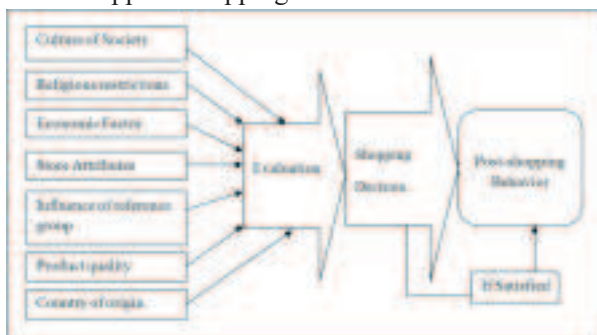 Culture of Society
Religious restrictions
Economic Factor
Store Attributes
Influence of reference
group
Product quality
Country of origin
Evaluation
Shopping
Decision
Post-shopping
Behavior
If Satisfied